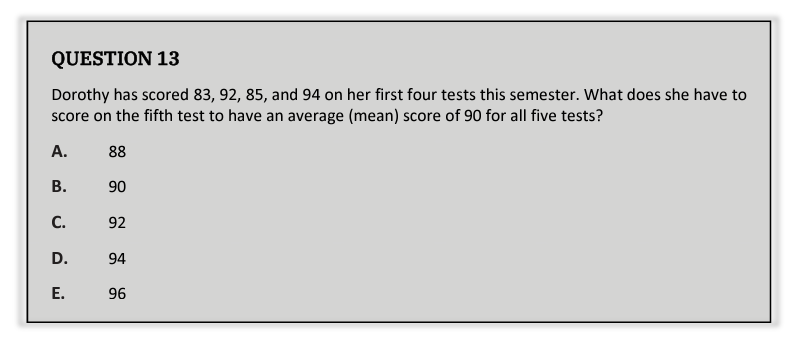 QUESTION 13
Dorothy has scored 83, 92, 85, and 94 on her first four tests this semester. What does she have to
score on the fifth test to have an average (mean) score of 90 for all five tests?
A. 88
B. 90
C. 92
D. 94
E. 96